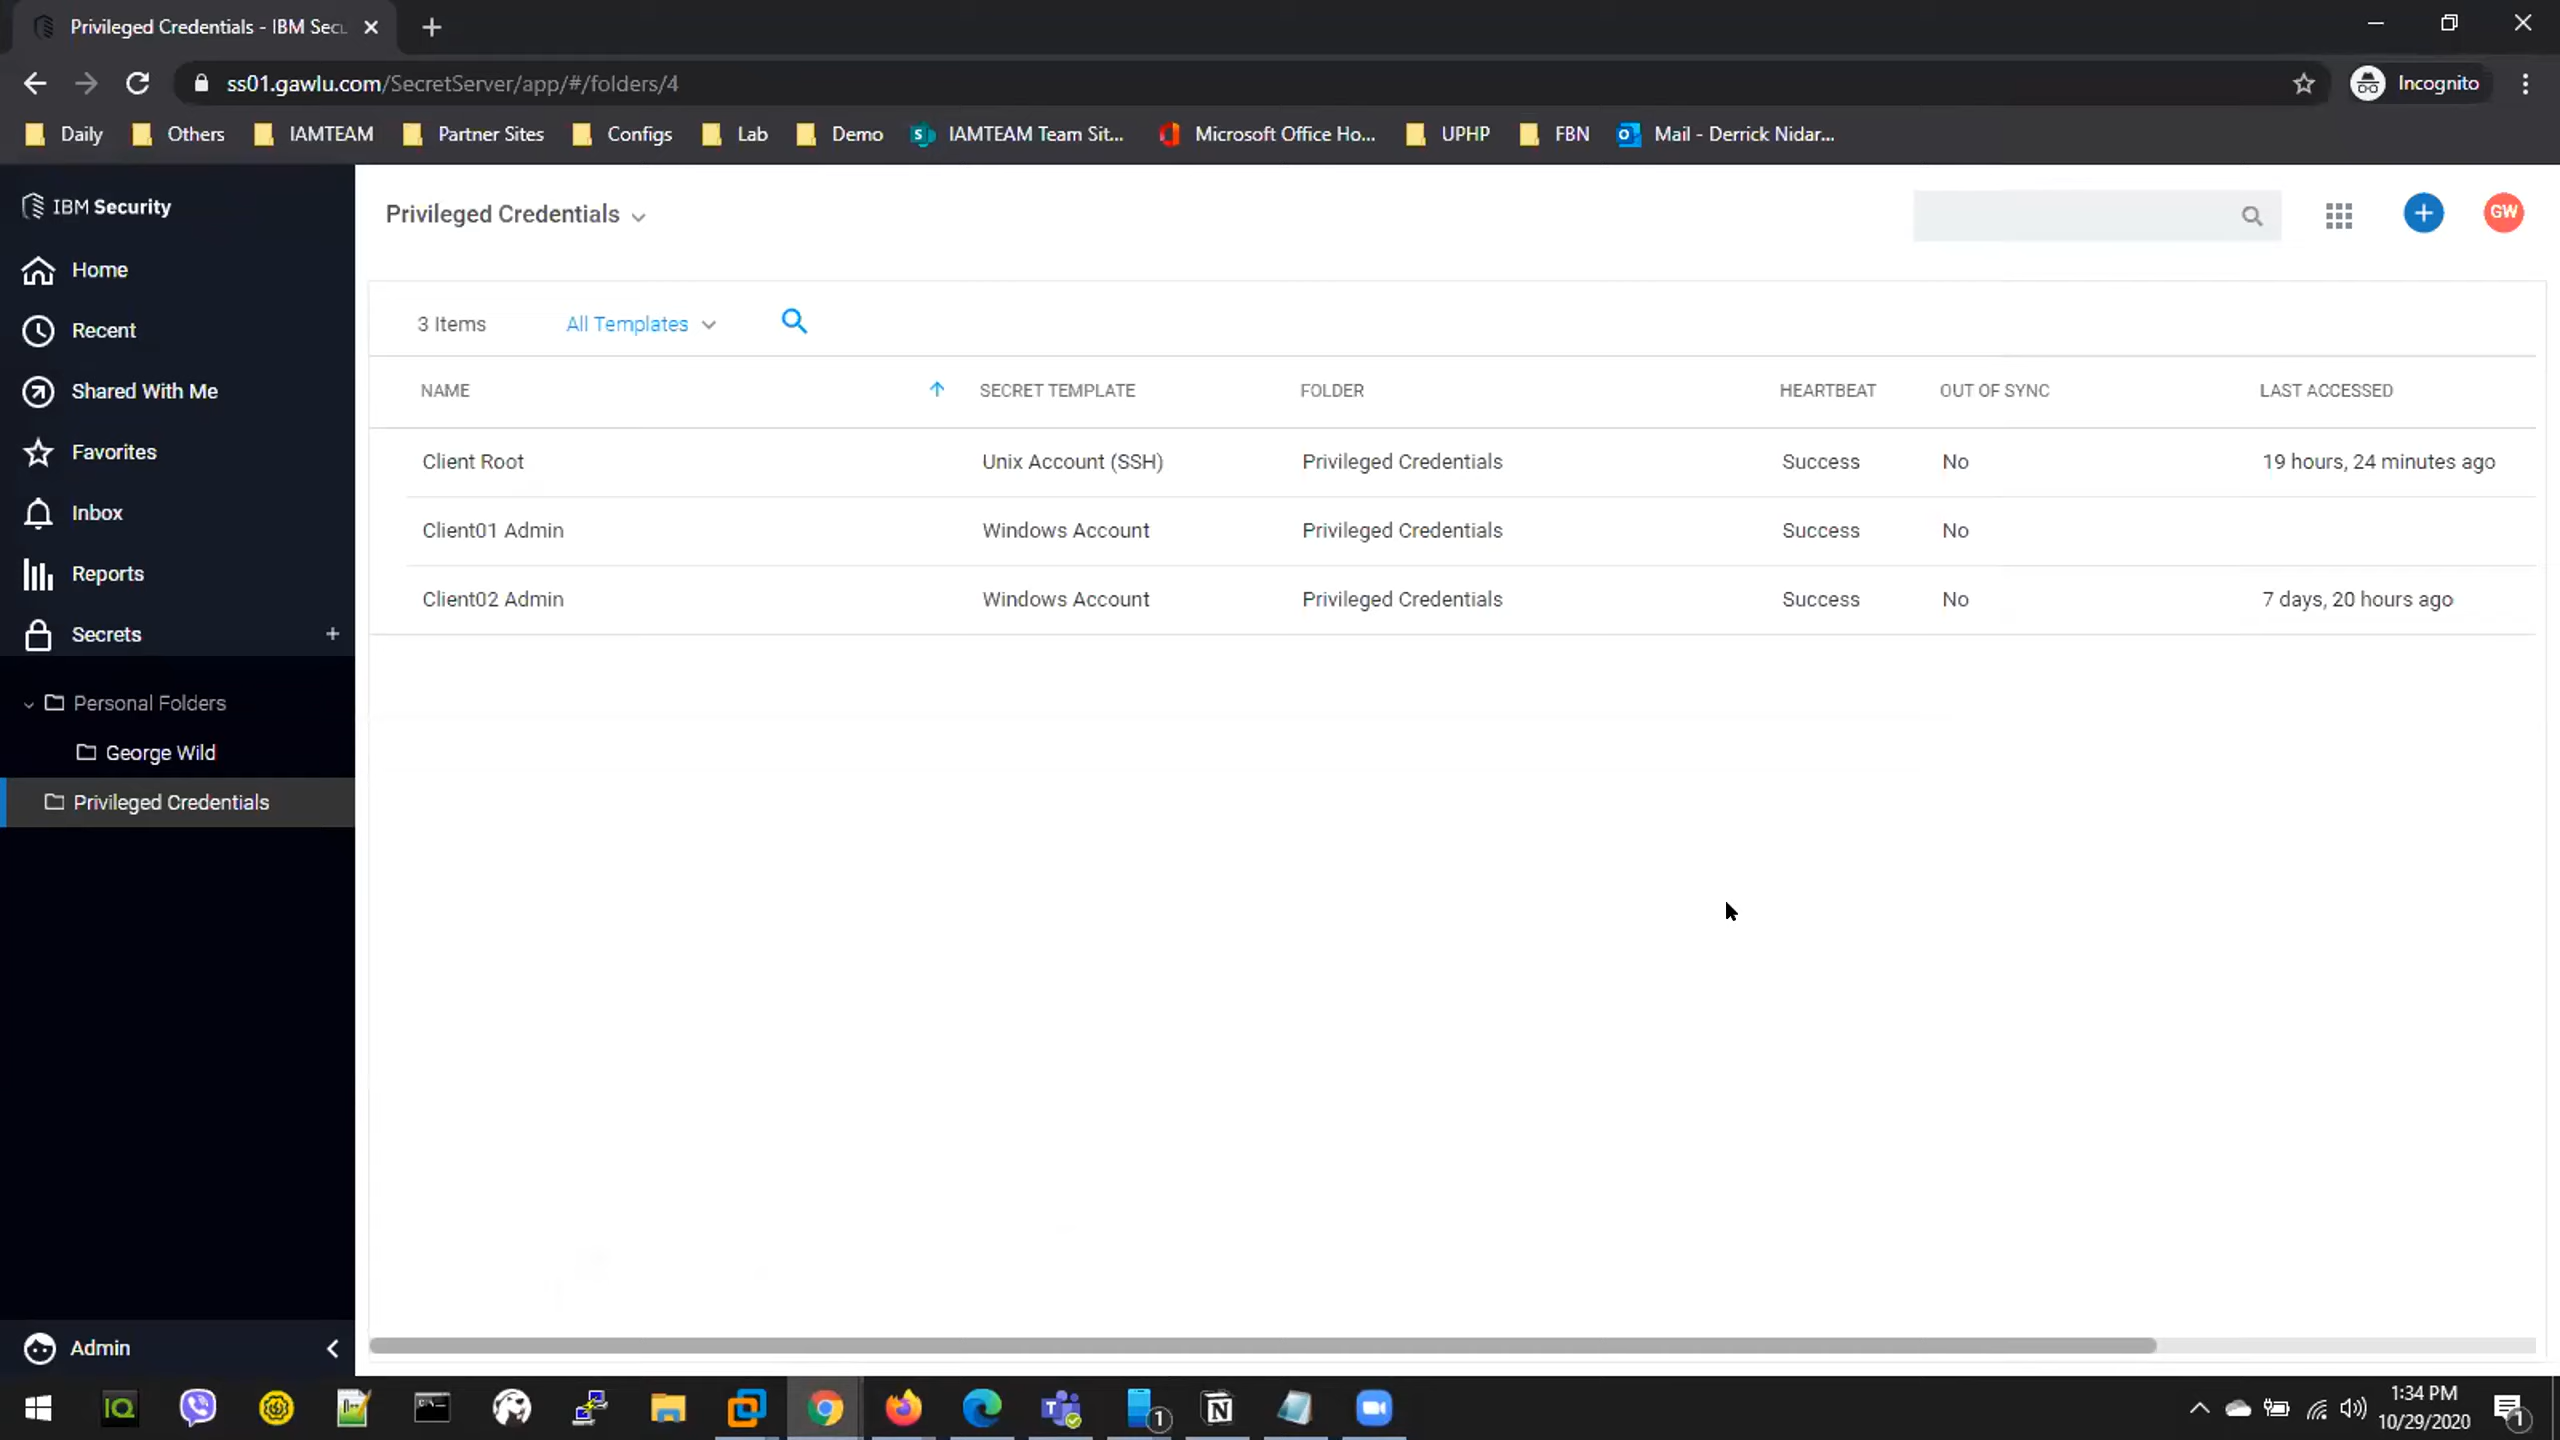 Privileged Credentials - IBM Sec
ss01.gawlu.com/SecretServer/app/#/folders/4
Incognito
Daily Others IAMTEAM Partner Sites Configs Lab Demo IAMTEAM Team Sit... Microsoft Office Ho... UPHP FBN Mail - Derrick Nidar...
IBM Security
Home
Recent
Shared With Me
Favorites
Inbox
Reports
Secrets +
Personal Folders
George Wild
Privileged Credentials
Admin
Privileged Credentials
GW
3 Items All Templates
NAME SECRET TEMPLATE FOLDER HEARTBEAT OUT OF SYNC LAST ACCESSED
Client Root Unix Account (SSH) Privileged Credentials Success No 19 hours, 24 minutes ago
Client01 Admin Windows Account Privileged Credentials Success No
Client02 Admin Windows Account Privileged Credentials Success No 7 days, 20 hours ago
IQ
1
1:34 PM
10/29/2020
1